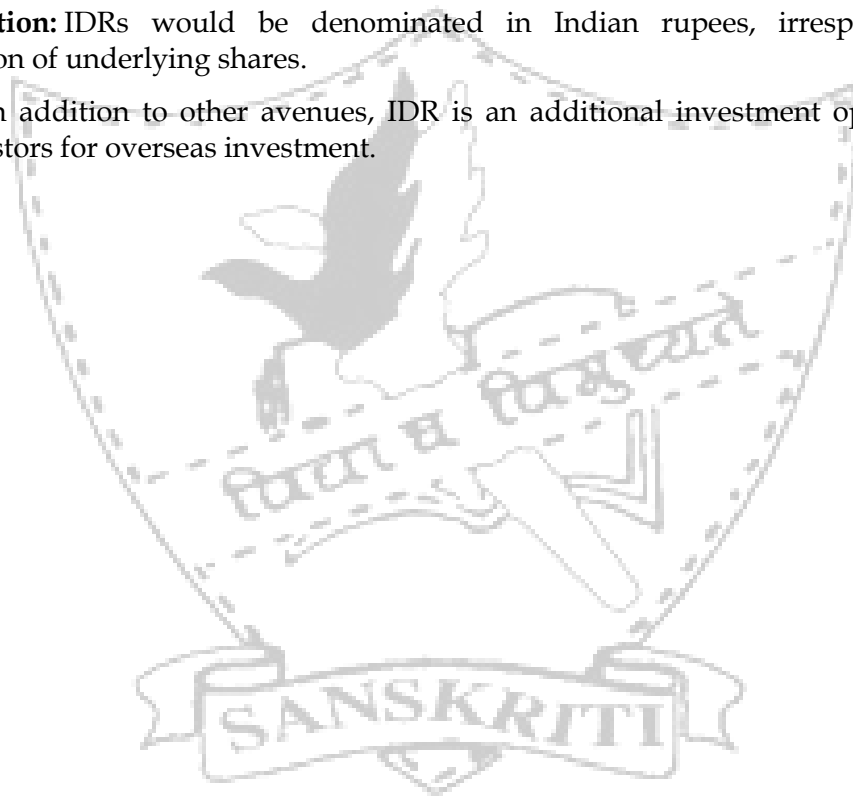 tion: IDRs would be denominated in Indian rupees, irresp
on of underlying shares.
n addition to other avenues, IDR is an additional investment op
stors for overseas investment.
विद्या विमुच्यते
SANSKRITI